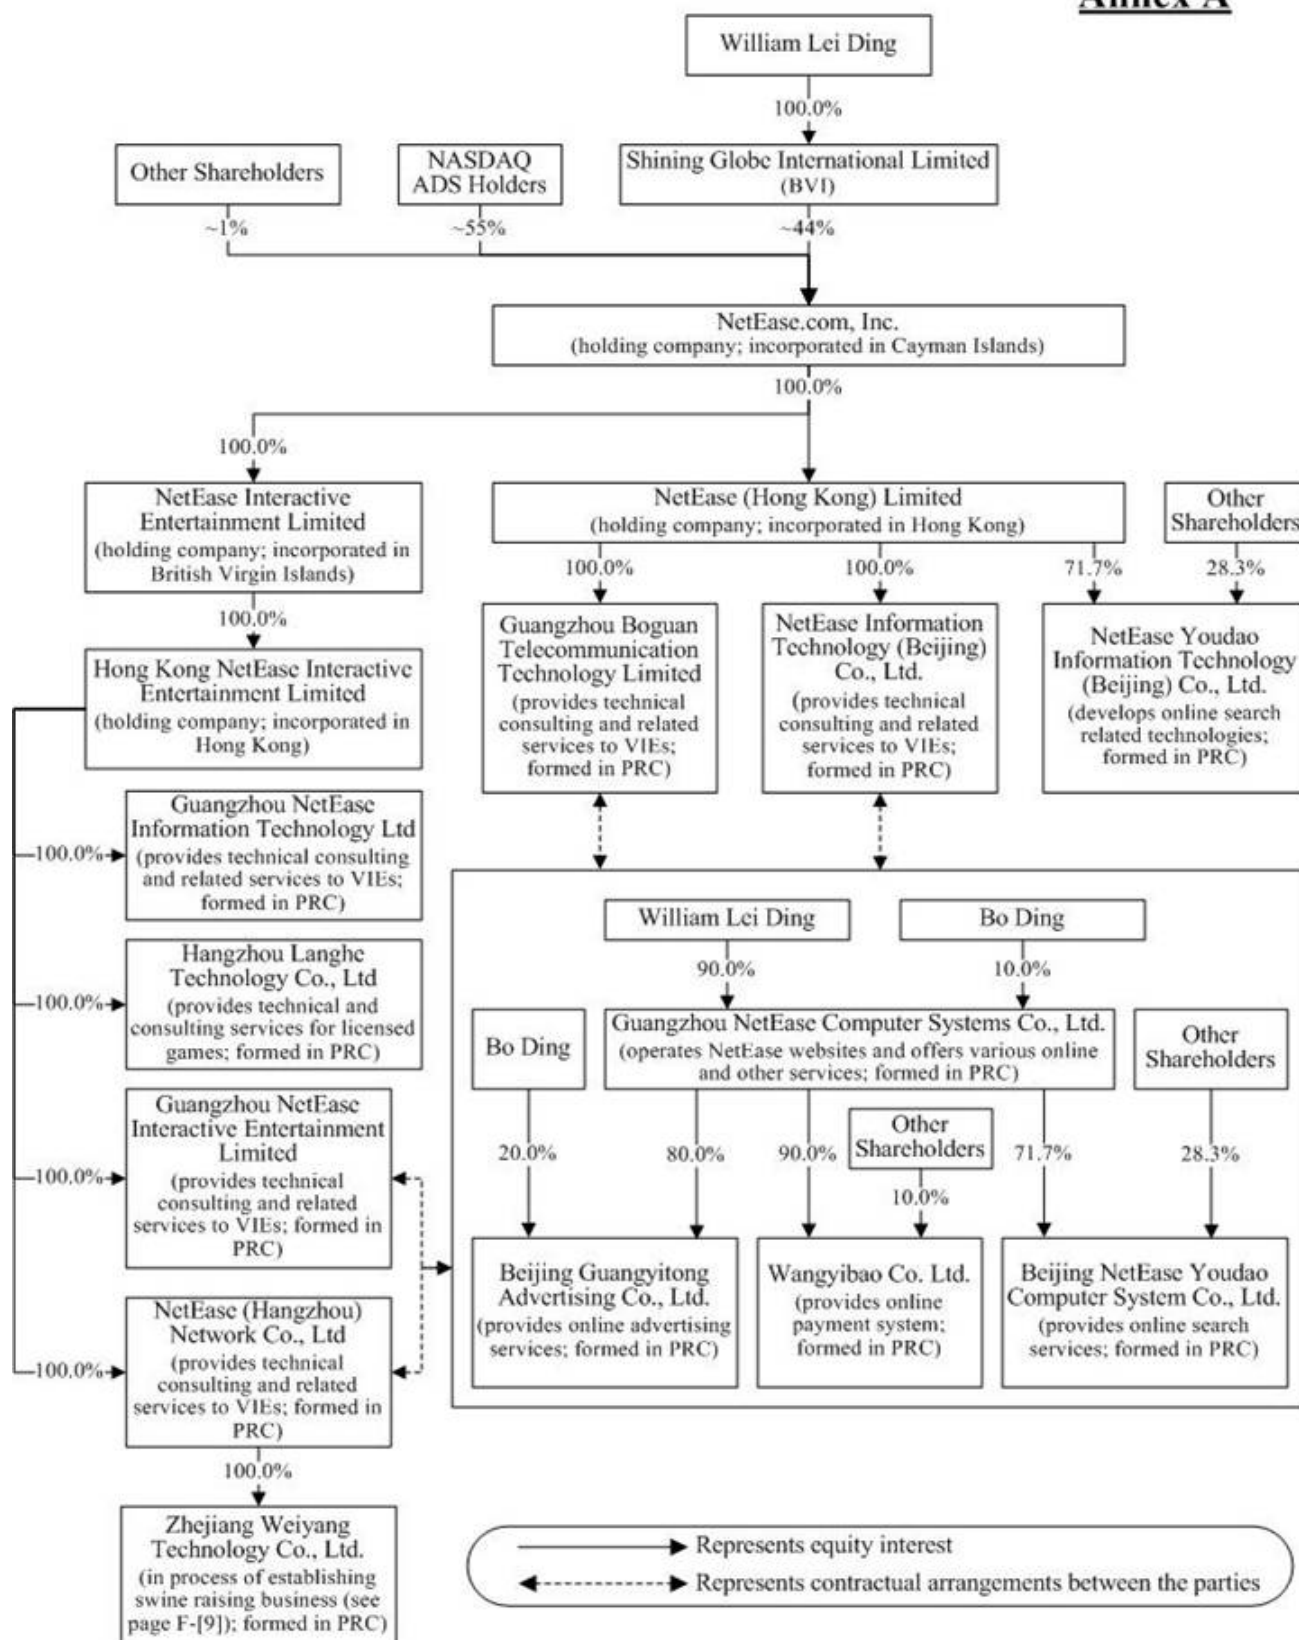 Annex A
William Lei Ding
100.0%
Other Shareholders
NASDAQ
ADS Holders
Shining Globe International Limited
(BVI)
~1%
~55%
~44%
NetEase.com, Inc.
(holding company; incorporated in Cayman Islands)
100.0%
100.0%
NetEase Interactive
Entertainment Limited
(holding company; incorporated in
British Virgin Islands)
NetEase (Hong Kong) Limited
(holding company; incorporated in Hong Kong)
Other
Shareholders
100.0%
100.0%
71.7%
28.3%
100.0%
Hong Kong NetEase Interactive
Entertainment Limited
(holding company; incorporated in
Hong Kong)
Guangzhou Boguan
Telecommunication
Technology Limited
(provides technical
consulting and related
services to VIEs;
formed in PRC)
NetEase Information
Technology (Beijing)
Co., Ltd.
(provides technical
consulting and related
services to VIEs;
formed in PRC)
NetEase Youdao
Information Technology
(Beijing) Co., Ltd.
(develops online search
related technologies;
formed in PRC)
100.0%
Guangzhou NetEase
Information Technology Ltd
(provides technical consulting
and related services to VIEs;
formed in PRC)
100.0%
Hangzhou Langhe
Technology Co., Ltd
(provides technical and
consulting services for licensed
games; formed in PRC)
100.0%
Guangzhou NetEase
Interactive Entertainment
Limited
(provides technical
consulting and related
services to VIEs; formed in
PRC)
100.0%
NetEase (Hangzhou)
Network Co., Ltd
(provides technical
consulting and related
services to VIEs; formed in
PRC)
100.0%
Zhejiang Weiyang
Technology Co., Ltd.
(in process of establishing
swine raising business (see
page F-[9]); formed in PRC)
William Lei Ding
Bo Ding
90.0%
10.0%
Bo Ding
Guangzhou NetEase Computer Systems Co., Ltd.
(operates NetEase websites and offers various online
and other services; formed in PRC)
Other
Shareholders
Other
Shareholders
20.0%
80.0%
90.0%
71.7%
28.3%
10.0%
Beijing Guangyitong
Advertising Co., Ltd.
(provides online advertising
services; formed in PRC)
Wangyibao Co. Ltd.
(provides online
payment system;
formed in PRC)
Beijing NetEase Youdao
Computer System Co., Ltd.
(provides online search
services; formed in PRC)
Represents equity interest
Represents contractual arrangements between the parties